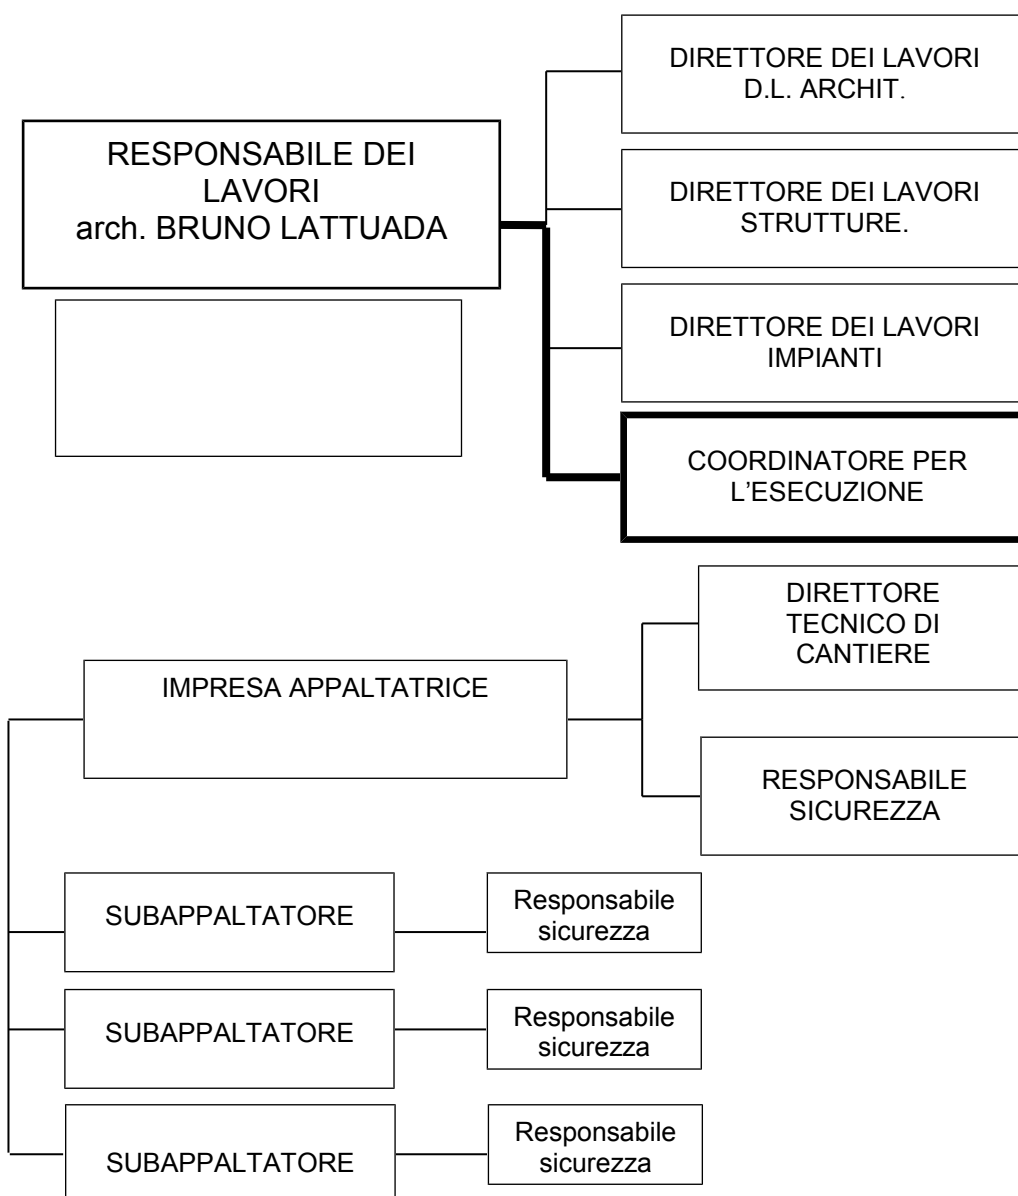 DIRETTORE DEI LAVORI
D.L. ARCHIT.
RESPONSABILE DEI
LAVORI
arch. BRUNO LATTUADA
DIRETTORE DEI LAVORI
STRUTTURE.
DIRETTORE DEI LAVORI
IMPIANTI
COORDINATORE PER
L'ESECUZIONE
DIRETTORE
TECNICO DI
CANTIERE
IMPRESA APPALTATRICE
RESPONSABILE
SICUREZZA
SUBAPPALTATORE
Responsabile
sicurezza
SUBAPPALTATORE
Responsabile
sicurezza
SUBAPPALTATORE
Responsabile
sicurezza